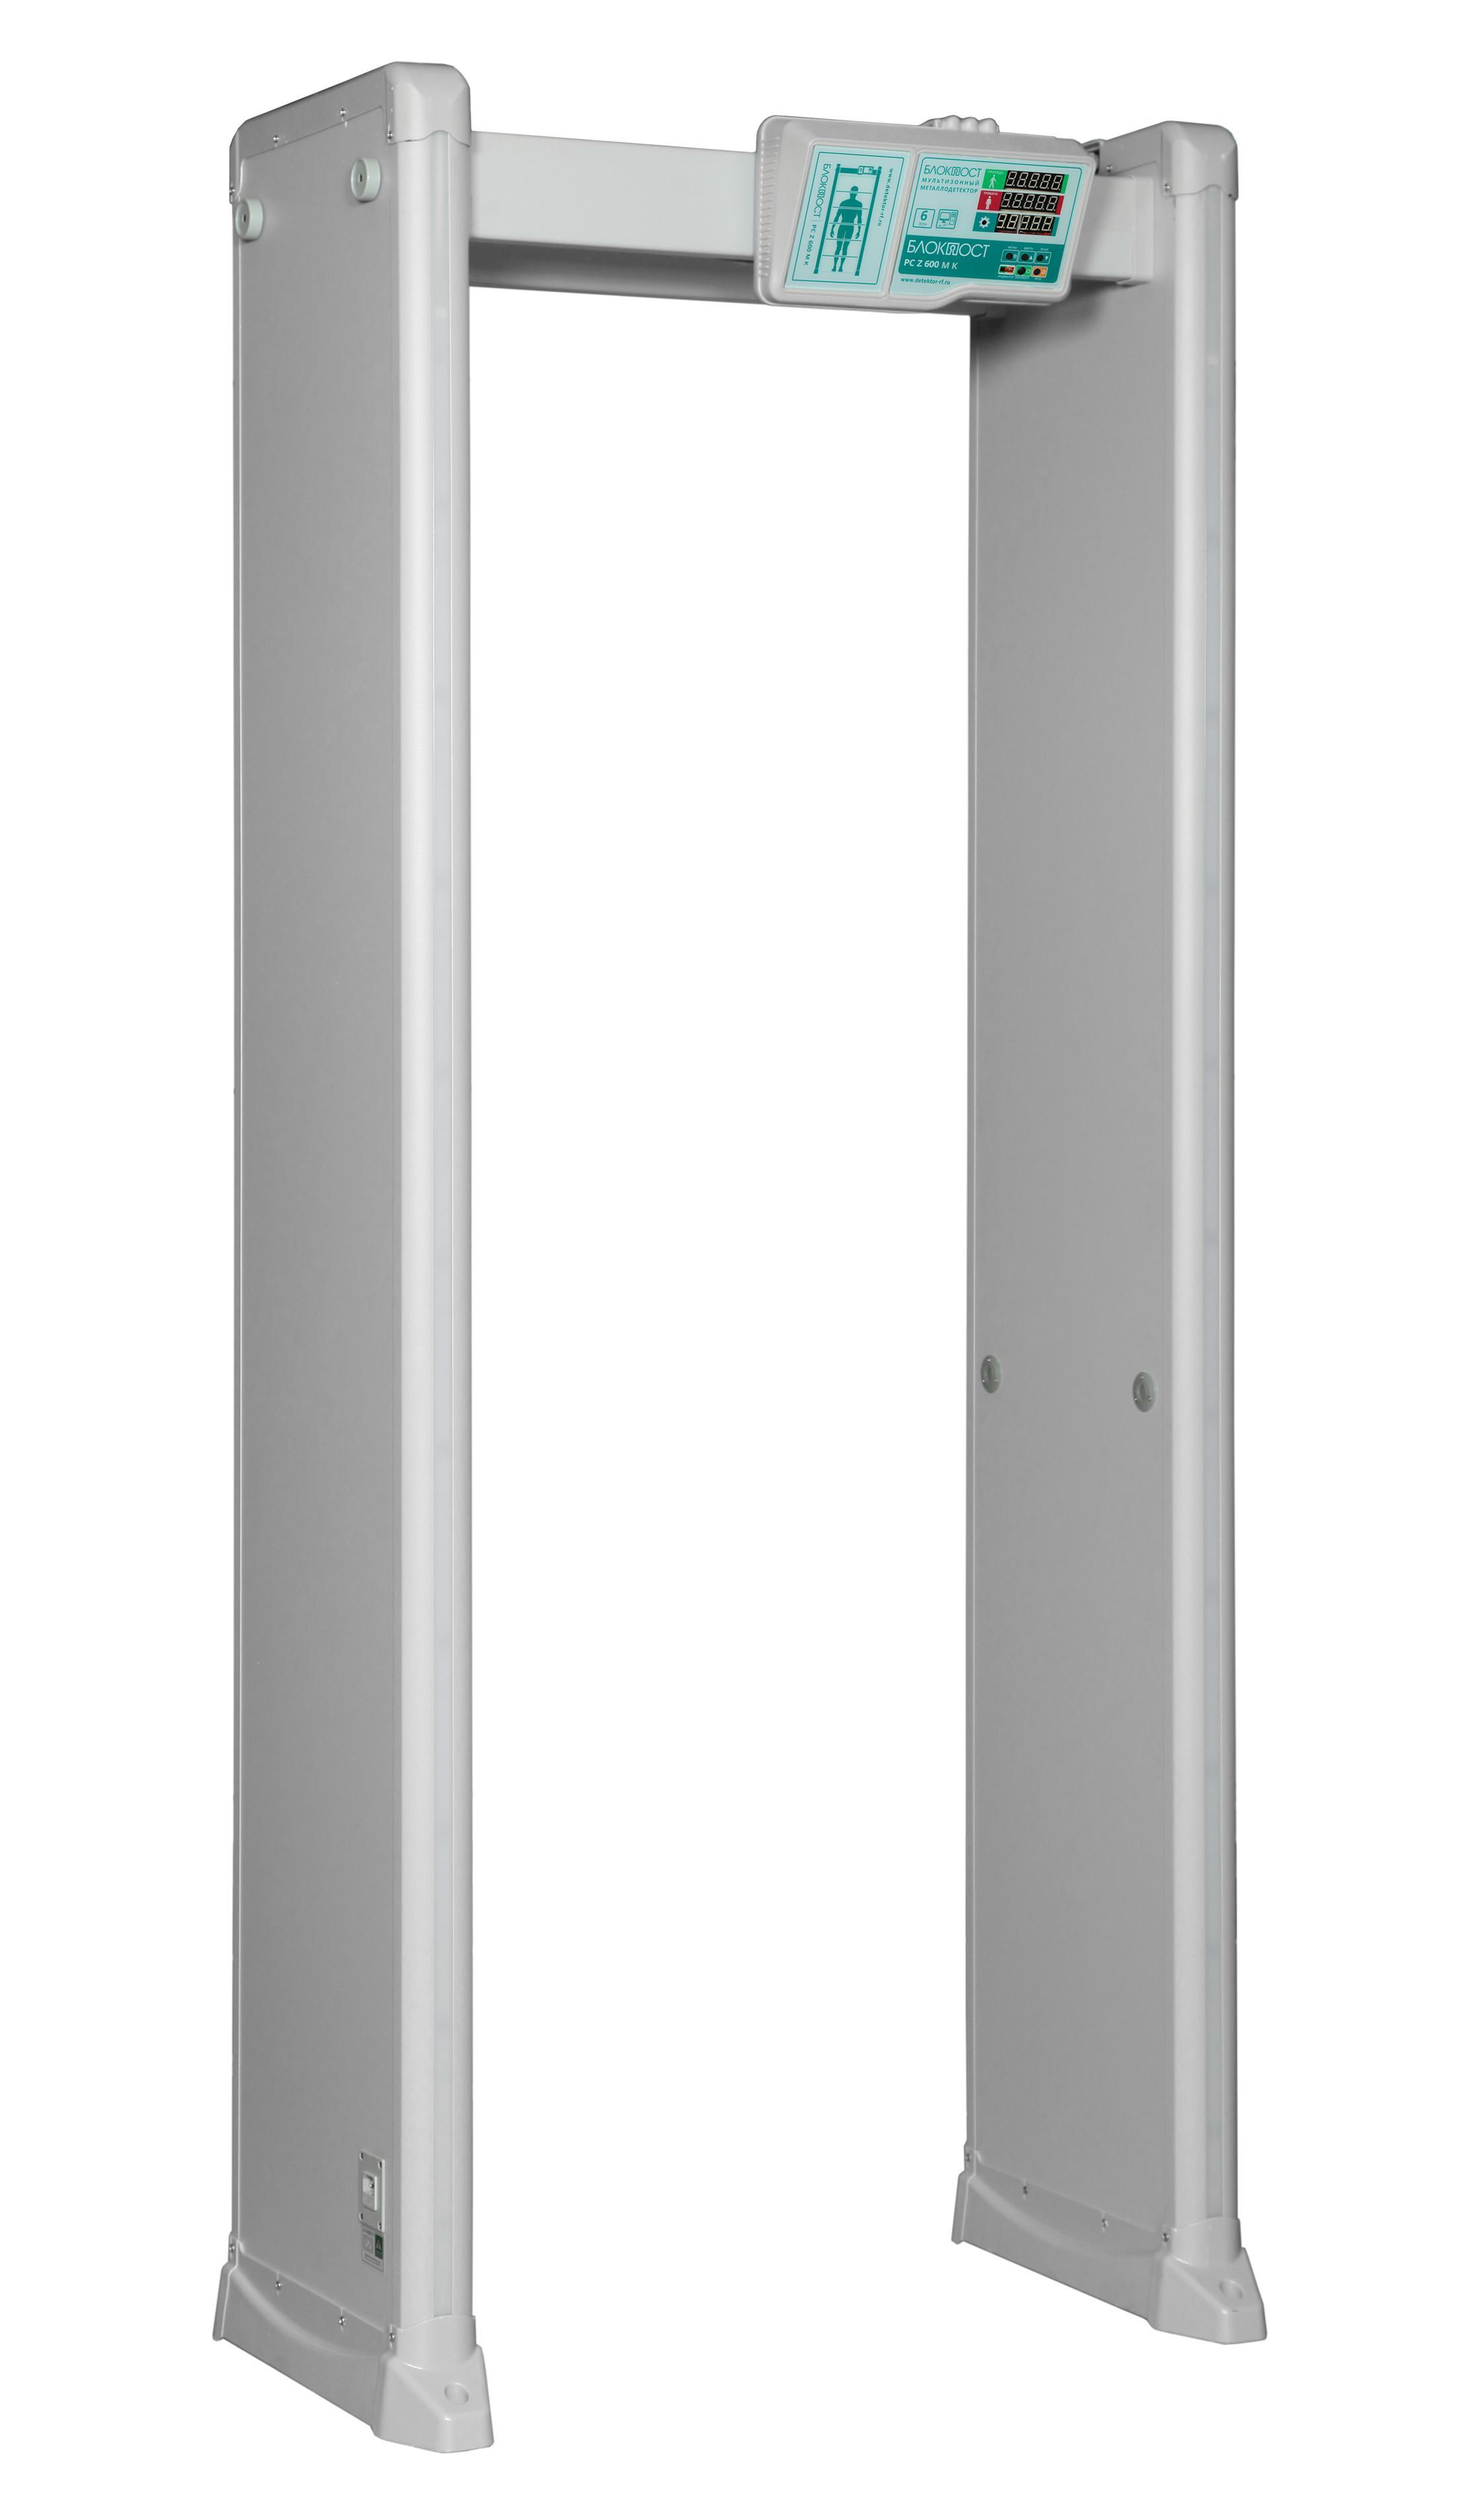 БЛОКПОСТ
PC Z 600 M K
www.detektor-rf.ru
БЛОКПОСТ
МУЛЬТИЗОННЫЙ
МЕТАЛЛОДЕТЕКТОР
6
БЛОКПОСТ
PC Z 600 M K
www.detektor-rf.ru